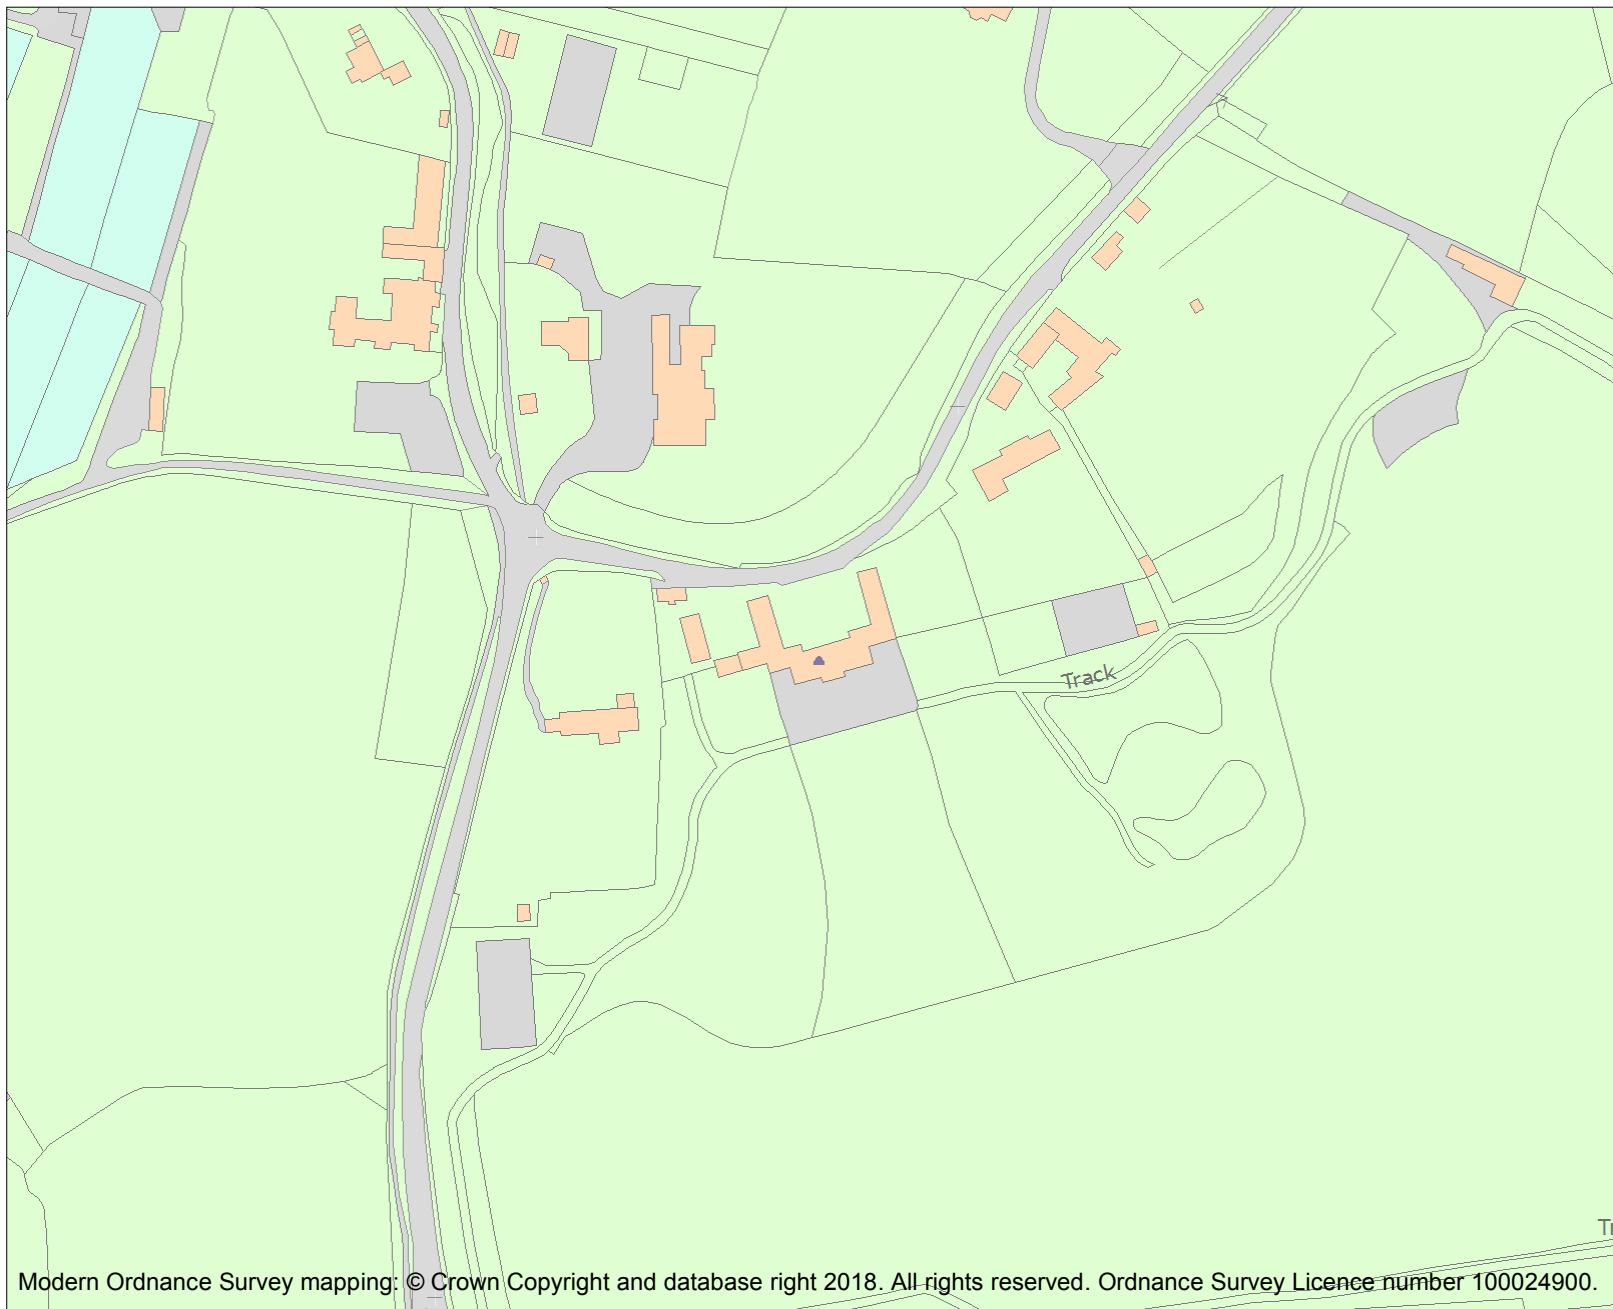 Track
Modern Ordnance Survey mapping: © Crown Copyright and database right 2018. All rights reserved. Ordnance Survey Licence number 100024900.